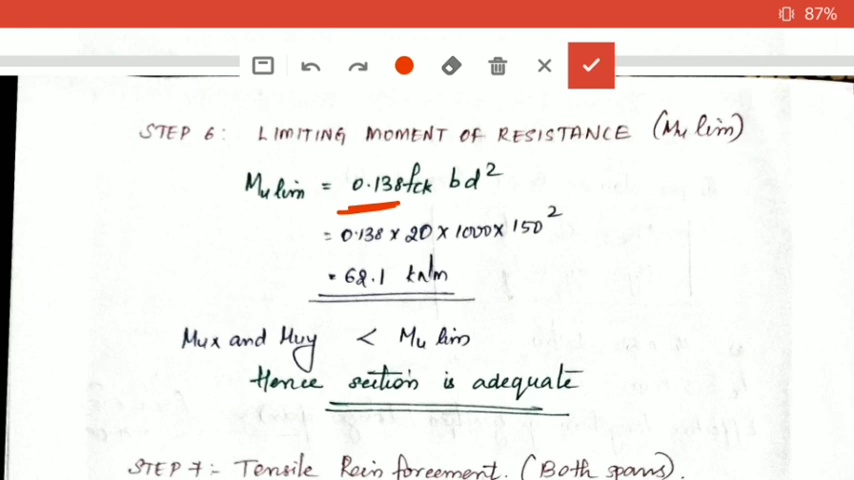 87%
STEP 6: LIMITING MOMENT OF RESISTANCE (Mu lim)
Mu lim = 0.138 fck bd²
= 0.138 × 20 × 1000 × 150²
= 62.1 kNm
Mux and Muy < Mu lim
Hence section is adequate
STEP 7:- Tensile Reinforcement. (Both spans).